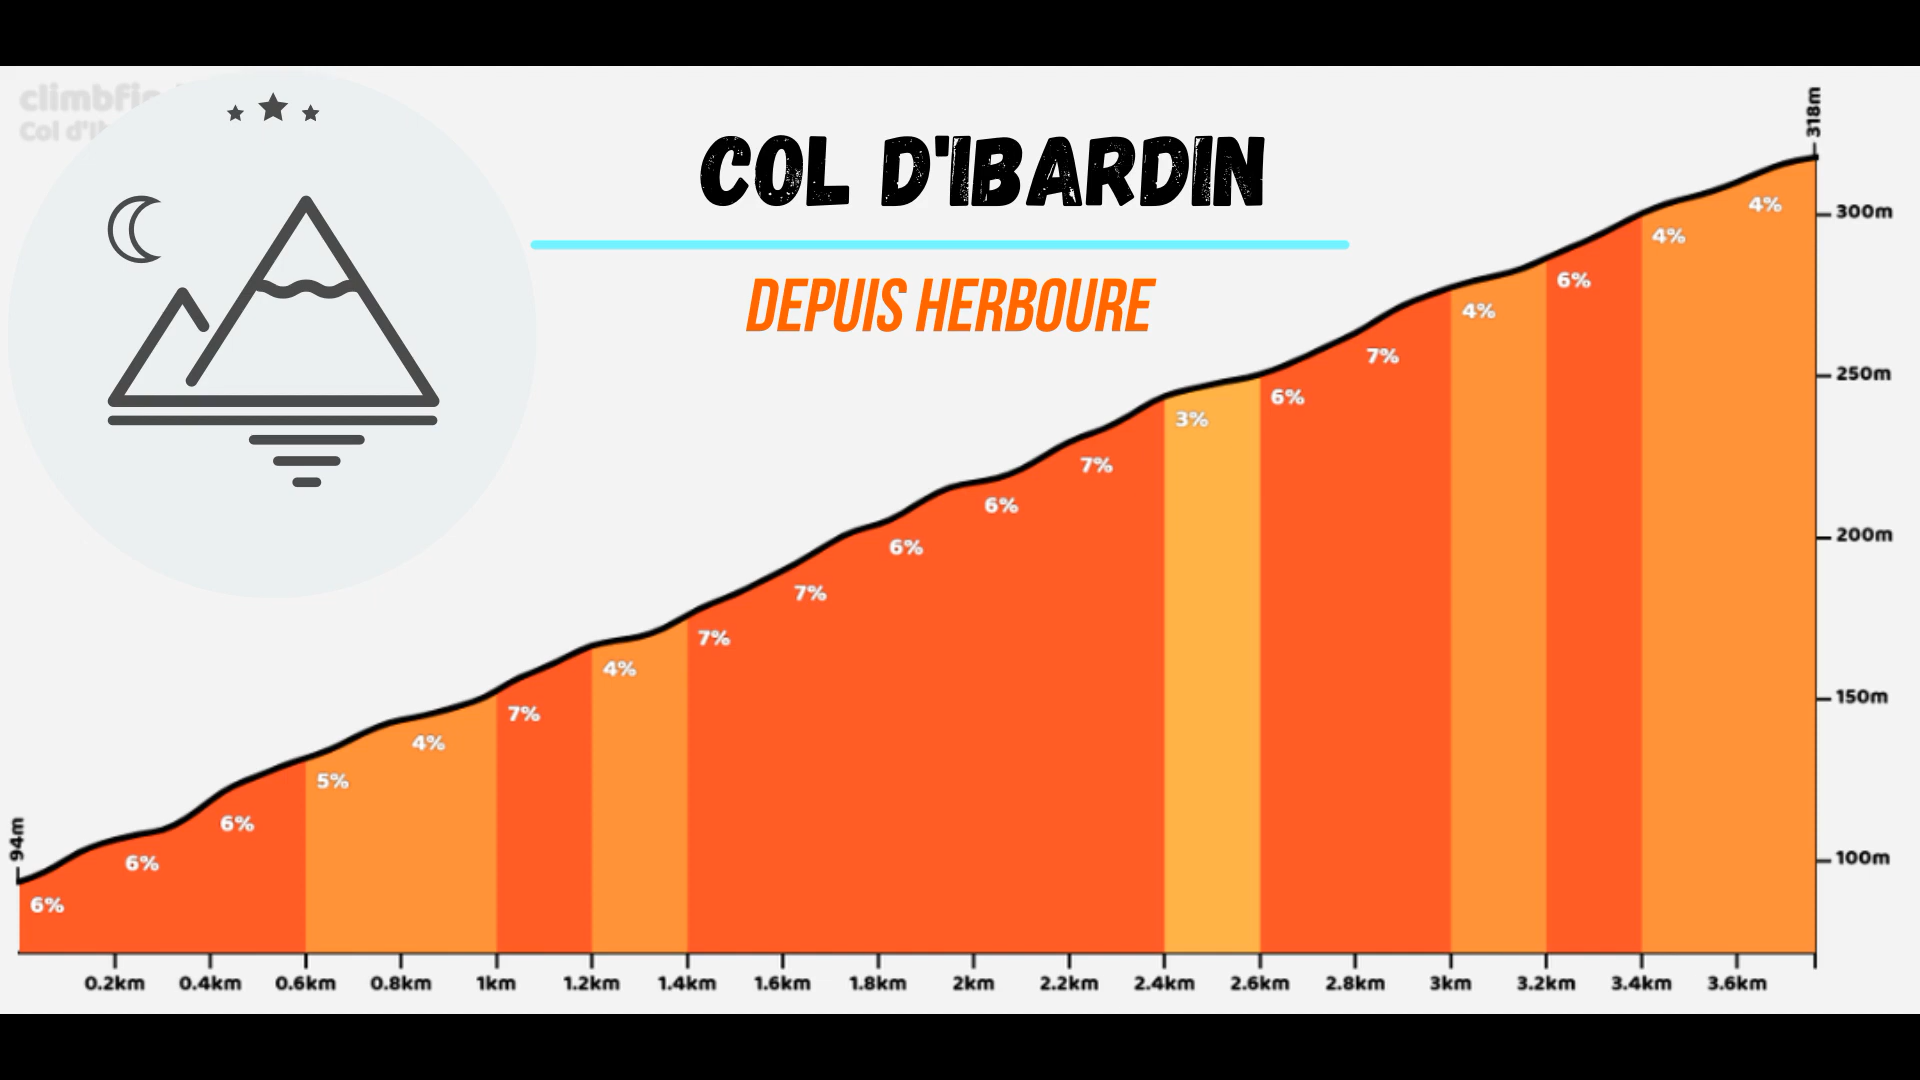 COL D'IBARDIN
DEPUIS HERBOURE
318m
300m
250m
200m
150m
100m
94m
6%
6%
6%
5%
4%
7%
4%
7%
7%
6%
6%
7%
3%
6%
7%
4%
6%
4%
4%
0.2km 0.4km 0.6km 0.8km 1km 1.2km 1.4km 1.6km 1.8km 2km 2.2km 2.4km 2.6km 2.8km 3km 3.2km 3.4km 3.6km